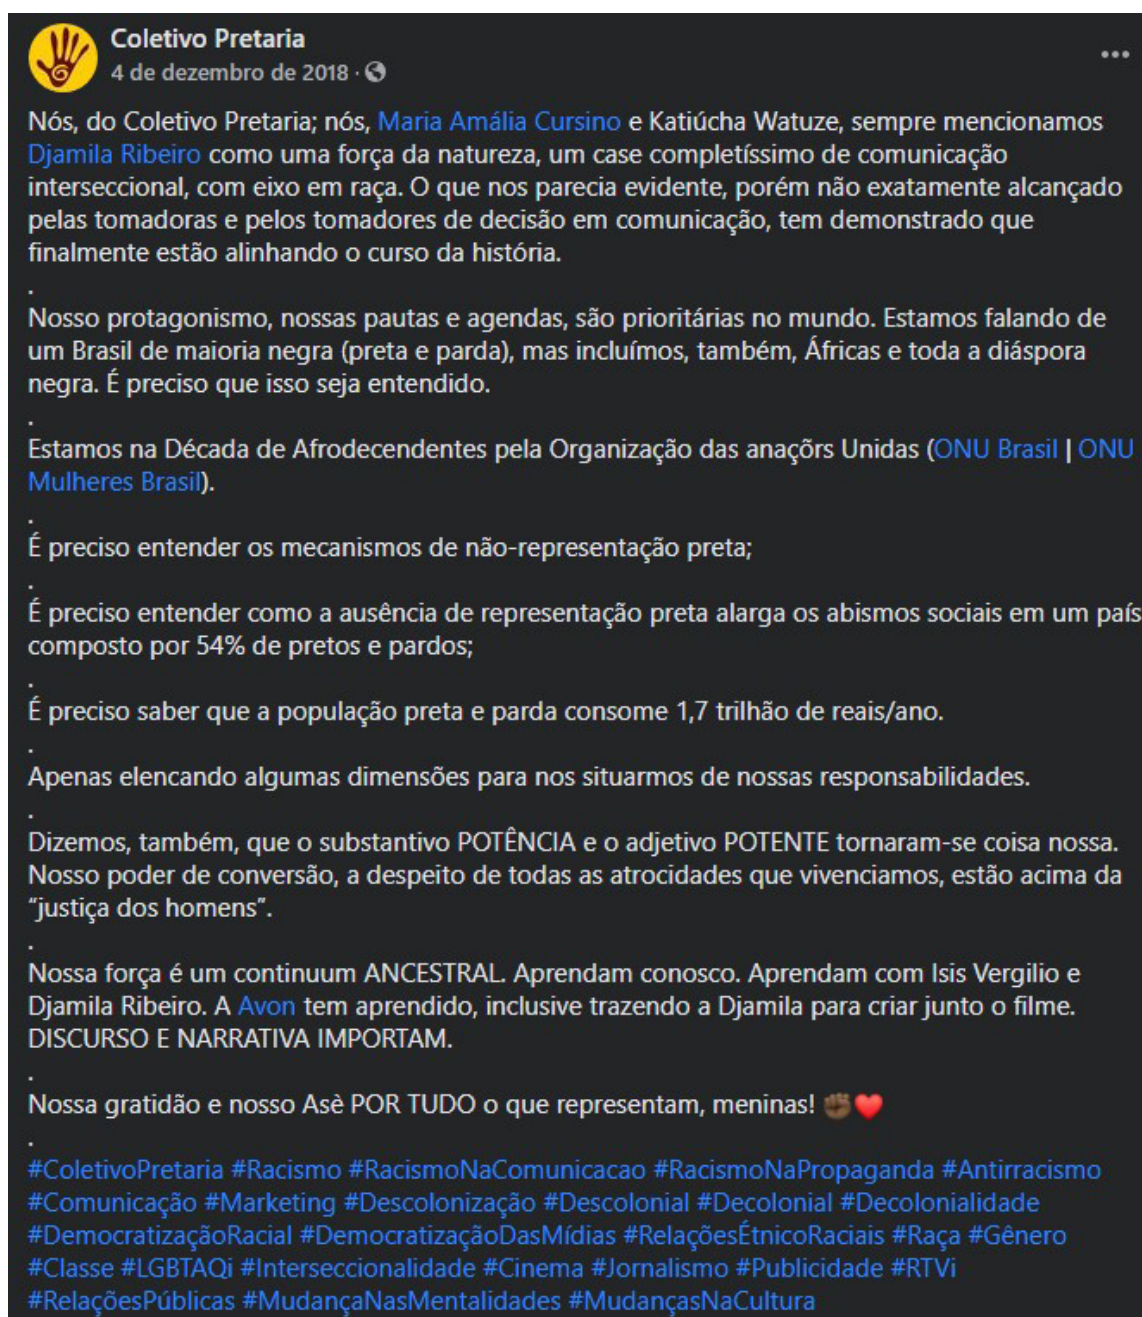 Coletivo Pretaria
4 de dezembro de 2018 ·
Nós, do Coletivo Pretaria; nós, Maria Amália Cursino e Katiúcha Watuze, sempre mencionamos
Djamila Ribeiro como uma força da natureza, um case completíssimo de comunicação
interseccional, com eixo em raça. O que nos parecia evidente, porém não exatamente alcançado
pelas tomadoras e pelos tomadores de decisão em comunicação, tem demonstrado que
finalmente estão alinhando o curso da história.
.
Nosso protagonismo, nossas pautas e agendas, são prioritárias no mundo. Estamos falando de
um Brasil de maioria negra (preta e parda), mas incluímos, também, Áfricas e toda a diáspora
negra. É preciso que isso seja entendido.
.
Estamos na Década de Afrodecendentes pela Organização das anaçõrs Unidas (ONU Brasil | ONU
Mulheres Brasil).
.
É preciso entender os mecanismos de não-representação preta;
.
É preciso entender como a ausência de representação preta alarga os abismos sociais em um país
composto por 54% de pretos e pardos;
.
É preciso saber que a população preta e parda consome 1,7 trilhão de reais/ano.
.
Apenas elencando algumas dimensões para nos situarmos de nossas responsabilidades.
.
Dizemos, também, que o substantivo POTÊNCIA e o adjetivo POTENTE tornaram-se coisa nossa.
Nosso poder de conversão, a despeito de todas as atrocidades que vivenciamos, estão acima da
“justiça dos homens”.
.
Nossa força é um continuum ANCESTRAL. Aprendam conosco. Aprendam com Isis Vergilio e
Djamila Ribeiro. A Avon tem aprendido, inclusive trazendo a Djamila para criar junto o filme.
DISCURSO E NARRATIVA IMPORTAM.
.
Nossa gratidão e nosso Asè POR TUDO o que representam, meninas! ✊🏿❤️
.
#ColetivoPretaria #Racismo #RacismoNaComunicacao #RacismoNaPropaganda #Antirracismo
#Comunicação #Marketing #Descolonização #Descolonial #Decolonial #Decolonialidade
#DemocratizaçãoRacial #DemocratizaçãoDasMídias #RelaçõesÉtnicoRaciais #Raça #Gênero
#Classe #LGBTAQi #Interseccionalidade #Cinema #Jornalismo #Publicidade #RTVi
#RelaçõesPúblicas #MudançaNasMentalidades #MudançasNaCultura